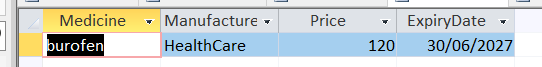 Medicine Manufacture Price ExpiryDate
burofen HealthCare 120 30/06/2027